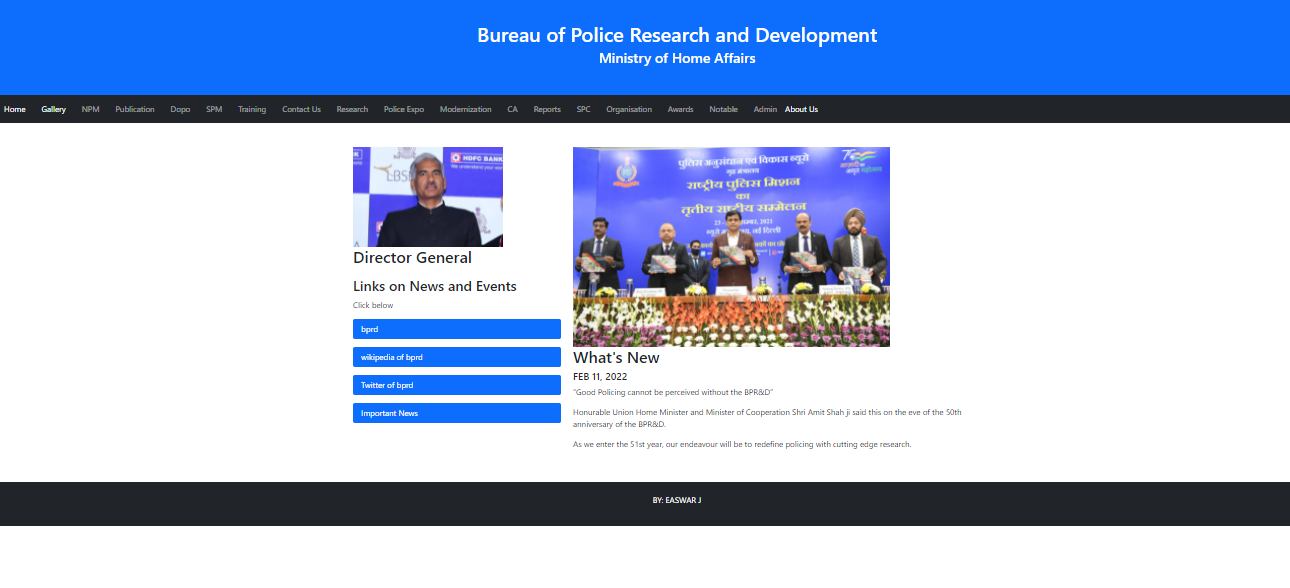 Bureau of Police Research and Development
Ministry of Home Affairs
Home Gallery NPM Publication Dopo SPM Training Contact Us Research Police Expo Modernization CA Reports SPC Organisation Awards Notable Admin About Us
HDFC BANK
LBS
HDFC BANK
Director General
Links on News and Events
Click below
bprd
wikipedia of bprd
Twitter of bprd
Important News
पुलिस अनुसंधान एवं विकास ब्यूरो
गृह मंत्रालय
राष्ट्रीय पुलिस मिशन
का
तृतीय राष्ट्रीय सम्मेलन
What's New
FEB 11, 2022
"Good Policing cannot be perceived without the BPR&D"
Honurable Union Home Minister and Minister of Cooperation Shri Amit Shah ji said this on the eve of the 50th
anniversary of the BPR&D.
As we enter the 51st year, our endeavour will be to redefine policing with cutting edge research.
BY: EASWAR J